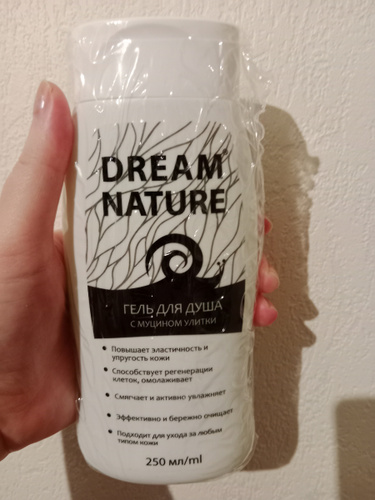 DREAM®
NATURE
ГЕЛЬ ДЛЯ ДУША
С МУЦИНОМ УЛИТКИ
• Повышает эластичность и
упругость кожи
• Способствует регенерации
клеток, омолаживает
• Смягчает и активно увлажняет
• Эффективно и бережно очищает
• Подходит для ухода за любым
типом кожи
250 мл/ml